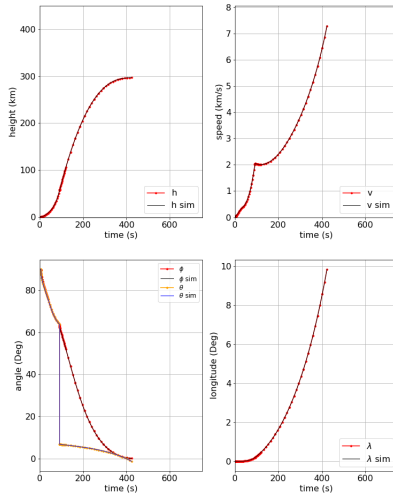 400
300
200
100
0
height (km)
h
h sim
0 200 400 600
time (s)
8
7
6
5
4
3
2
1
0
speed (km/s)
v
v sim
0 200 400 600
time (s)
80
60
40
20
0
angle (Deg)
ϕ
ϕ sim
θ
θ sim
0 200 400 600
time (s)
10
8
6
4
2
0
longitude (Deg)
λ
λ sim
0 200 400 600
time (s)